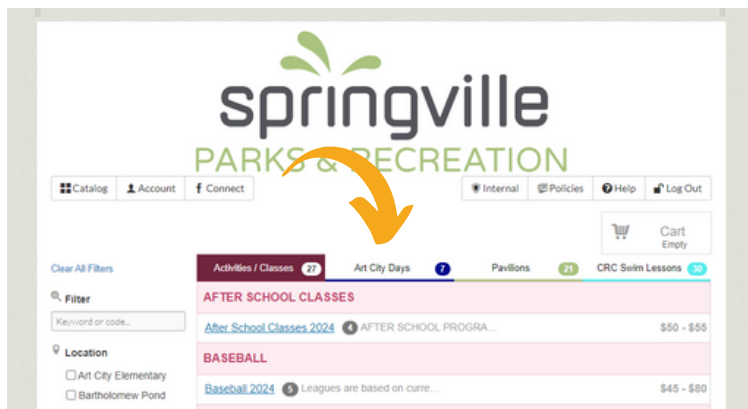 springville
PARKS & RECREATION
Catalog Account Connect Internal Policies Help Log Out
Cart
Empty
Clear All Filters
Activities / Classes 27 Art City Days 7 Pavilions 21 CRC Swim Lessons 30
Filter
Keyword or code...
Location
Art City Elementary
Bartholomew Pond
AFTER SCHOOL CLASSES
After School Classes 2024 4 AFTER SCHOOL PROGRA... $50 - $55
BASEBALL
Baseball 2024 5 Leagues are based on curre... $45 - $80